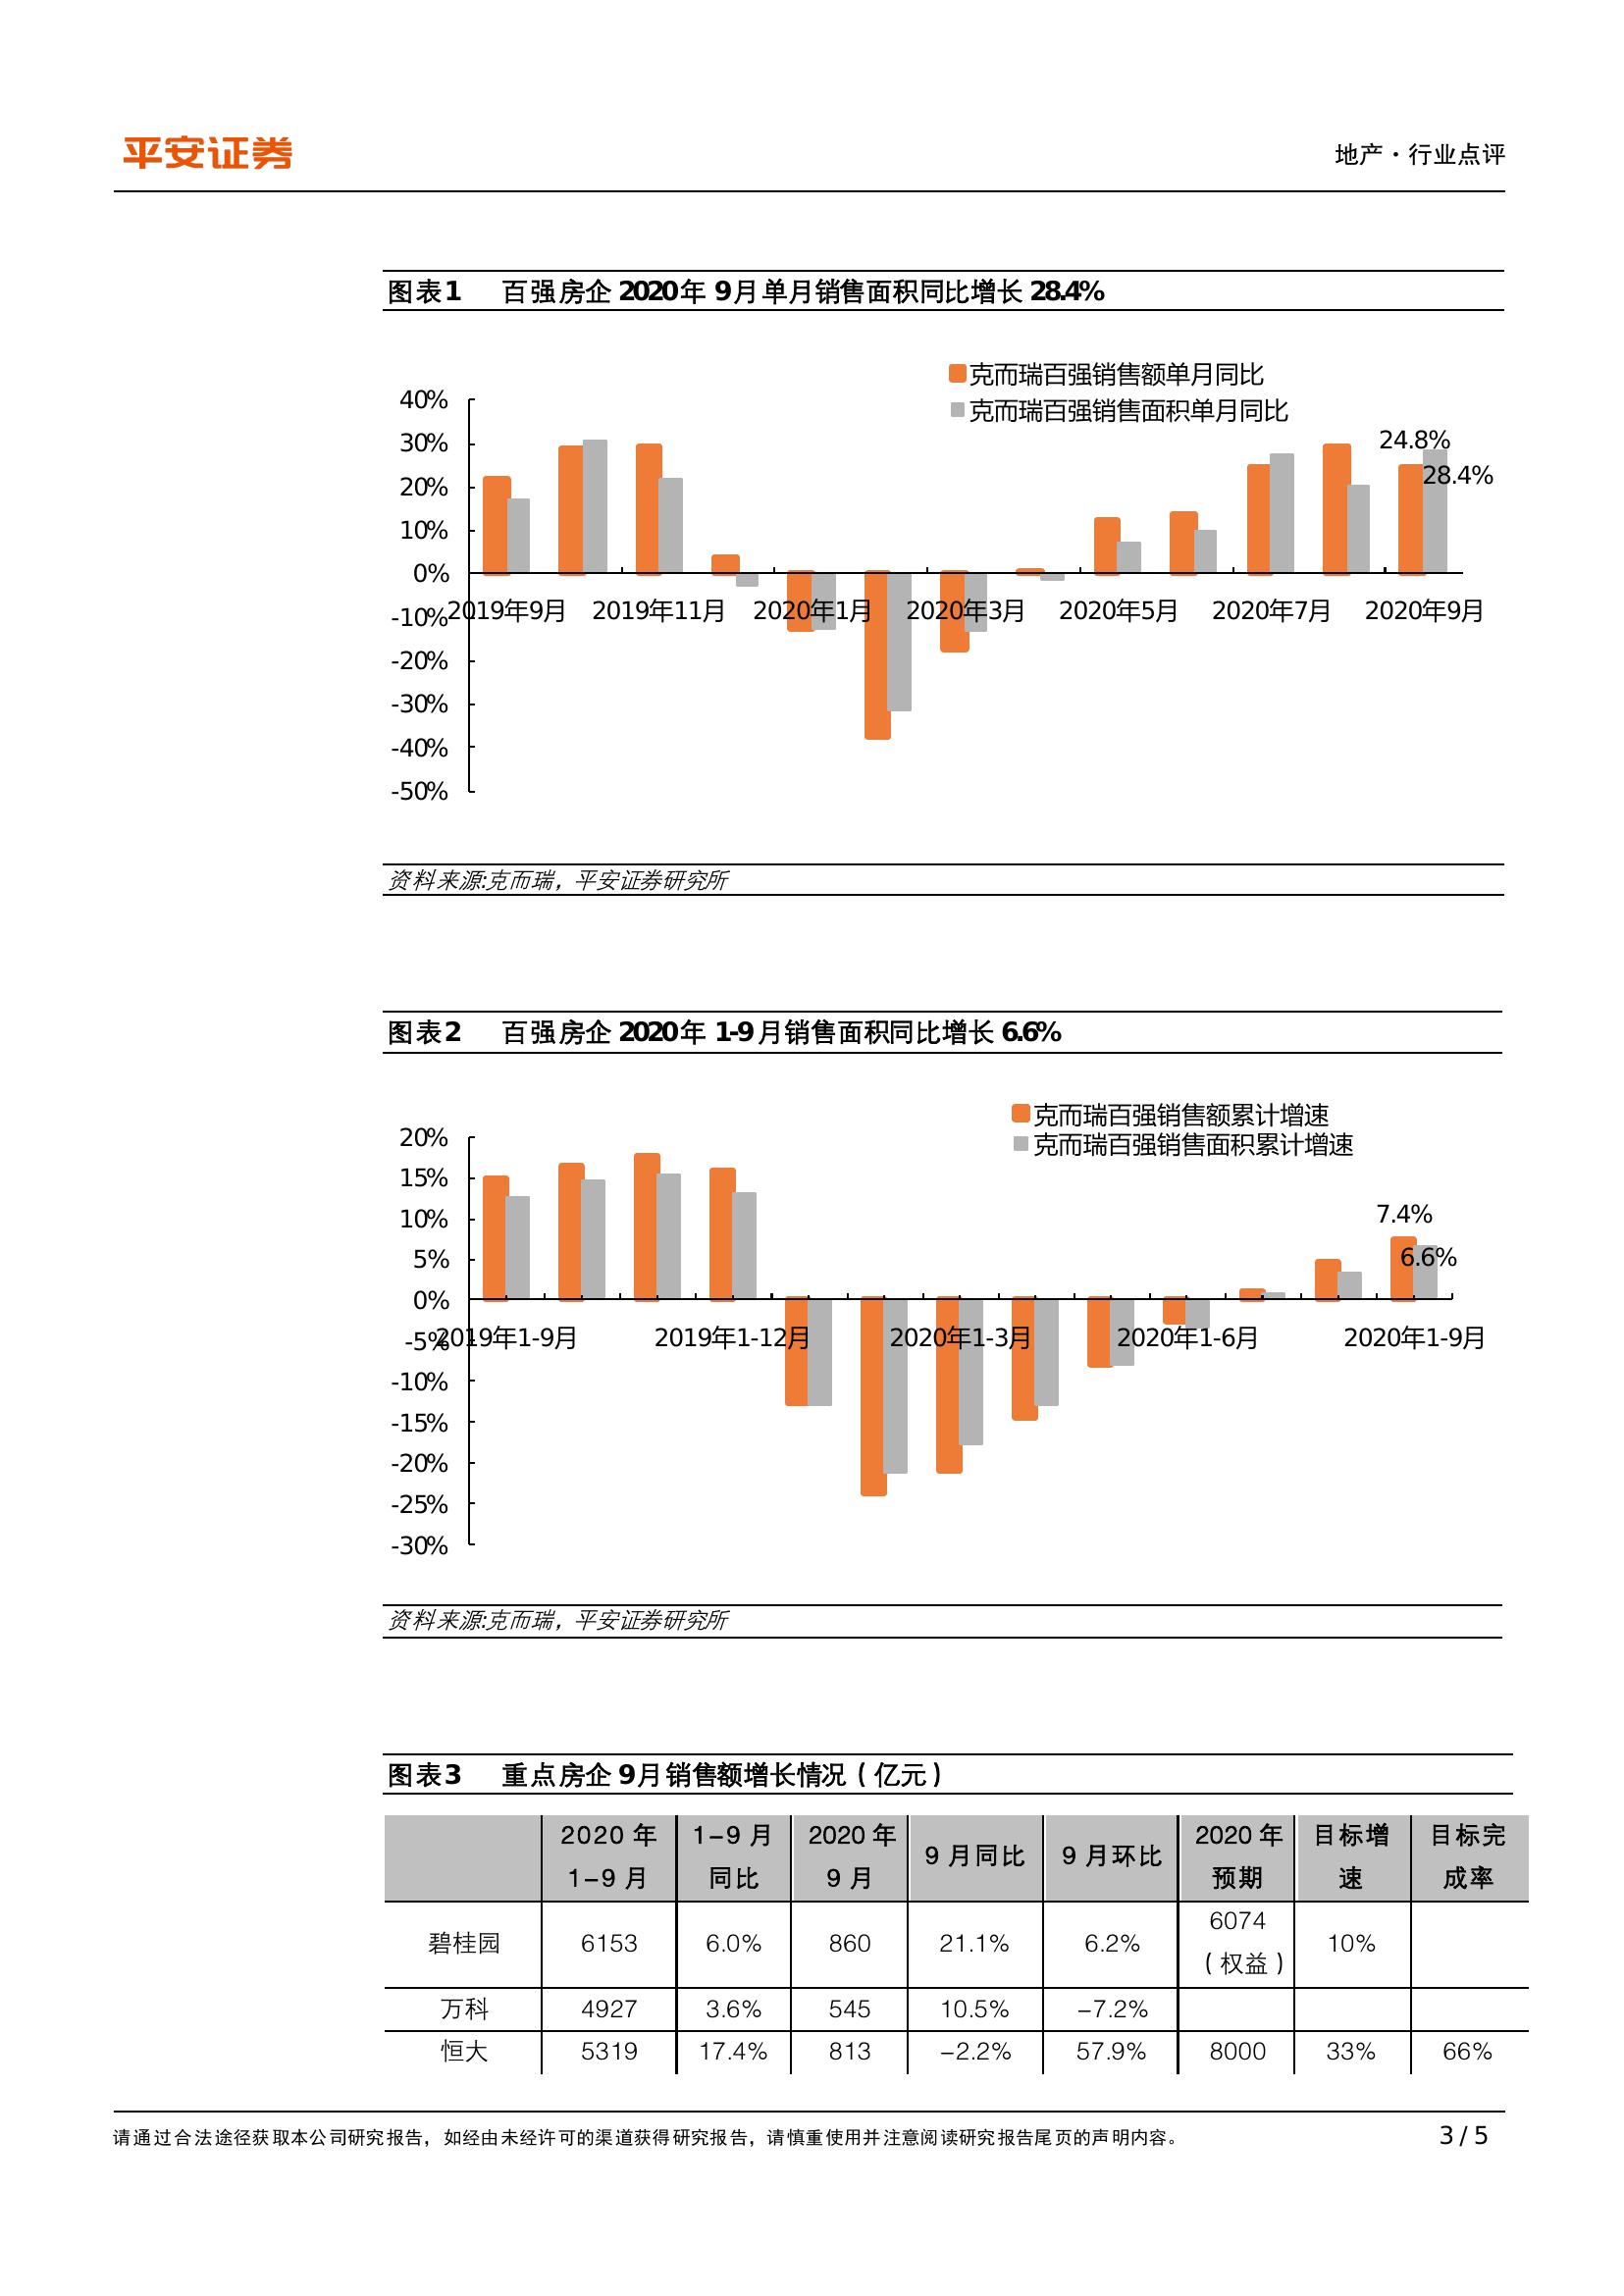 平安证券
地产·行业点评
图表1 百强房企 2020年 9月单月销售面积同比增长 28.4%
克而瑞百强销售额单月同比
克而瑞百强销售面积单月同比
40%
30%
20%
10%
0%
-10%
-20%
-30%
-40%
-50%
24.8%
28.4%
2019年9月 2019年11月 2020年1月 2020年3月 2020年5月 2020年7月 2020年9月
资料来源:克而瑞，平安证券研究所
图表2 百强房企 2020年 1-9月销售面积同比增长 6.6%
克而瑞百强销售额累计增速
克而瑞百强销售面积累计增速
20%
15%
10%
5%
0%
-5%
-10%
-15%
-20%
-25%
-30%
7.4%
6.6%
2019年1-9月 2019年1-12月 2020年1-3月 2020年1-6月 2020年1-9月
资料来源:克而瑞，平安证券研究所
图表3 重点房企 9月销售额增长情况（亿元）
2020 年 1-9 月 2020 年 2020 年 目标增 目标完
9 月同比 9 月环比
1-9 月 同比 9 月 预期 速 成率
6074
碧桂园 6153 6.0% 860 21.1% 6.2% 10%
（权益）
万科 4927 3.6% 545 10.5% -7.2%
恒大 5319 17.4% 813 -2.2% 57.9% 8000 33% 66%
请通过合法途径获取本公司研究报告，如经由未经许可的渠道获得研究报告，请慎重使用并注意阅读研究报告尾页的声明内容。
3 / 5